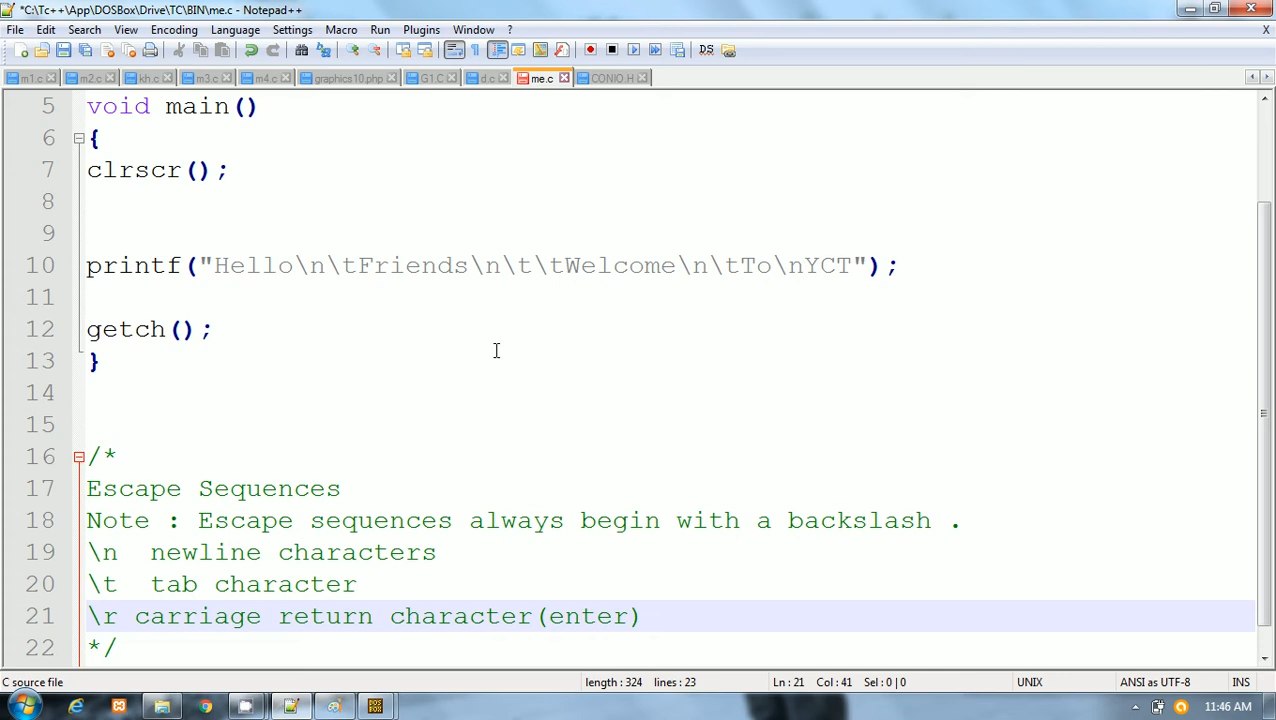 *C:\Tc++\App\DOSBox\Drive\TC\BIN\me.c - Notepad++
File Edit Search View Encoding Language Settings Macro Run Plugins Window ? X
m1.c m2.c kh.c m3.c m4.c graphics10.php G1.C d.c me.c CONIO.H
5 void main()
6 {
7 clrscr();
8
9
10 printf("Hello\n\tFriends\n\t\tWelcome\n\tTo\nYCT");
11
12 getch();
13 }
14
15
16 /*
17 Escape Sequences
18 Note : Escape sequences always begin with a backslash .
19 \n  newline characters
20 \t  tab character
21 \r carriage return character(enter)
22 */
C source file length : 324 lines : 23 Ln : 21 Col : 41 Sel : 0 | 0 UNIX ANSI as UTF-8 INS
DOS BOX 11:46 AM